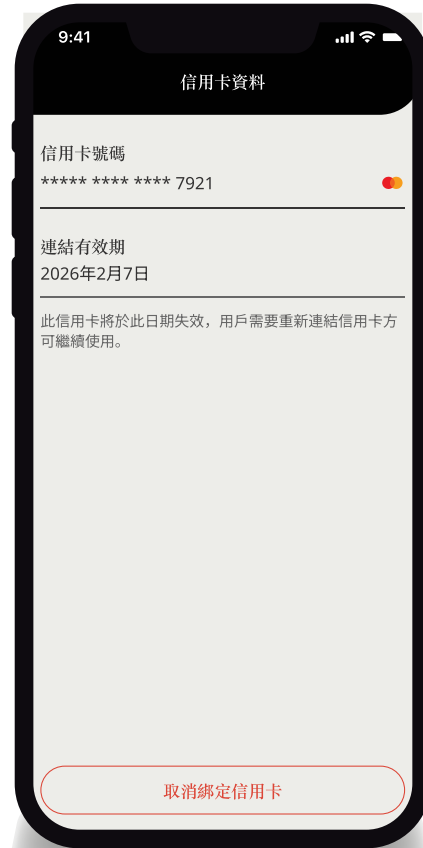 9:41
信用卡資料
信用卡號碼
***** **** **** 7921
連結有效期
2026年2月7日
此信用卡將於此日期失效，用戶需要重新連結信用卡方
可繼續使用。
取消綁定信用卡